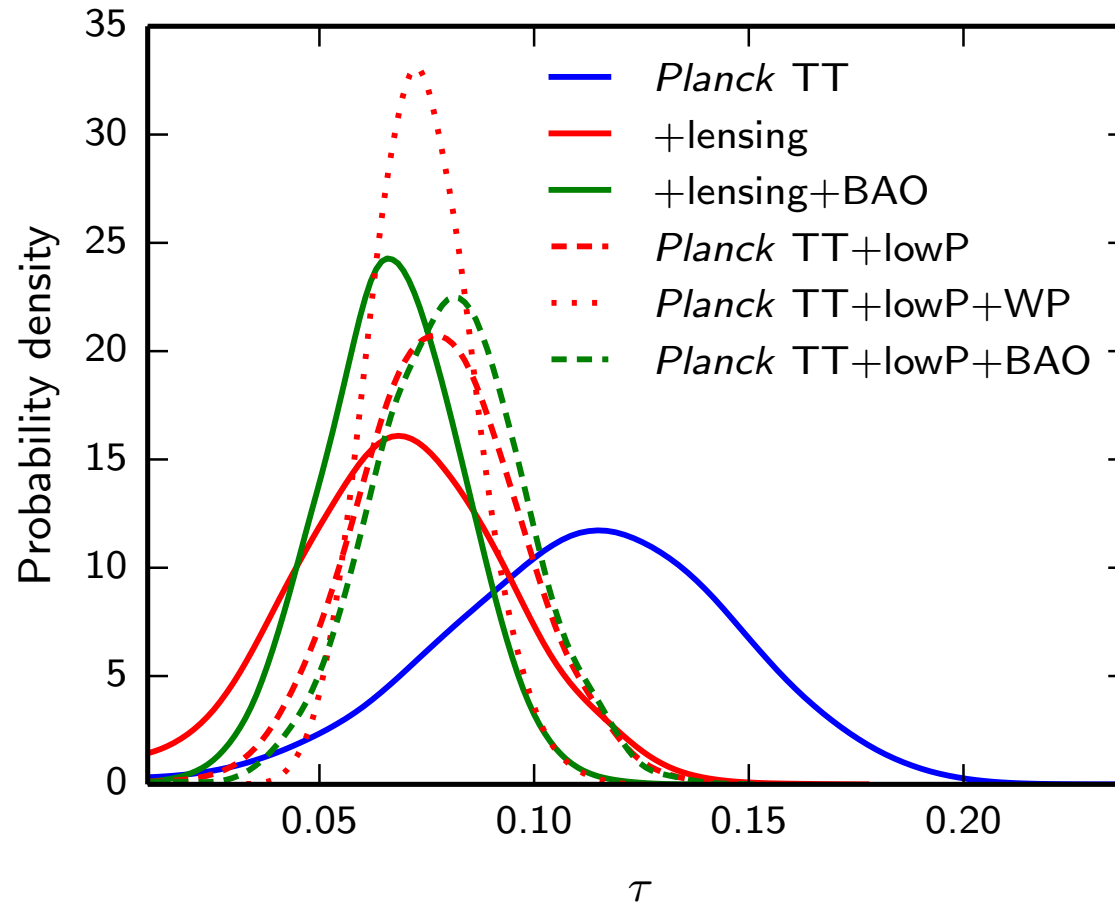 35
30
25
20
15
10
5
0
Probability density
Planck TT
+lensing
+lensing+BAO
Planck TT+lowP
Planck TT+lowP+WP
Planck TT+lowP+BAO
0.05 0.10 0.15 0.20
τ